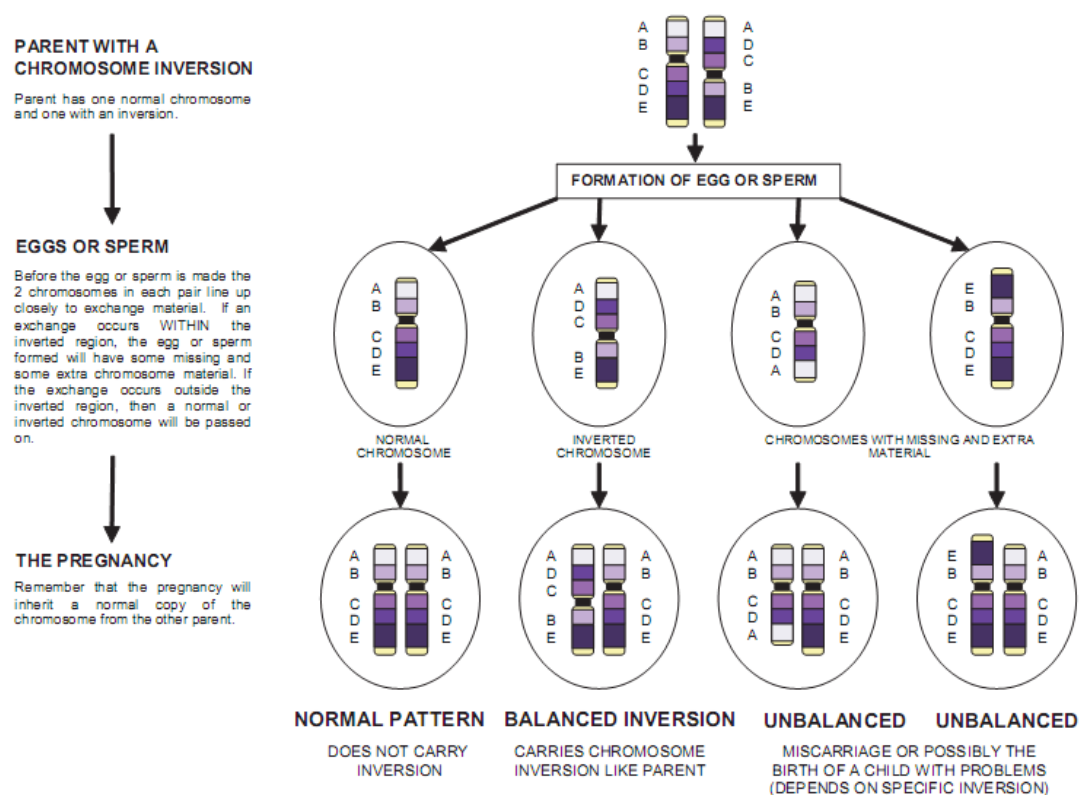 PARENT WITH A
CHROMOSOME INVERSION
Parent has one normal chromosome
and one with an inversion.
A
B
C
D
E
A
D
C
B
E
FORMATION OF EGG OR SPERM
EGGS OR SPERM
Before the egg or sperm is made the
2 chromosomes in each pair line up
closely to exchange material. If an
exchange occurs WITHIN the
inverted region, the egg or sperm
formed will have some missing and
some extra chromosome material. If
the exchange occurs outside the
inverted region, then a normal or
inverted chromosome will be passed
on.
A
B
C
D
E
A
D
C
B
E
A
B
C
D
A
E
B
C
D
E
NORMAL
CHROMOSOME
INVERTED
CHROMOSOME
CHROMOSOMES WITH MISSING AND EXTRA
MATERIAL
THE PREGNANCY
Remember that the pregnancy will
inherit a normal copy of the
chromosome from the other parent.
A
B
C
D
E
A
B
C
D
E
A
D
C
B
E
A
B
C
D
E
A
B
C
D
A
A
B
C
D
E
E
B
C
D
E
A
B
C
D
E
NORMAL PATTERN
DOES NOT CARRY
INVERSION
BALANCED INVERSION
CARRIES CHROMOSOME
INVERSION LIKE PARENT
UNBALANCED
UNBALANCED
MISCARRIAGE OR POSSIBLY THE
BIRTH OF A CHILD WITH PROBLEMS
(DEPENDS ON SPECIFIC INVERSION)